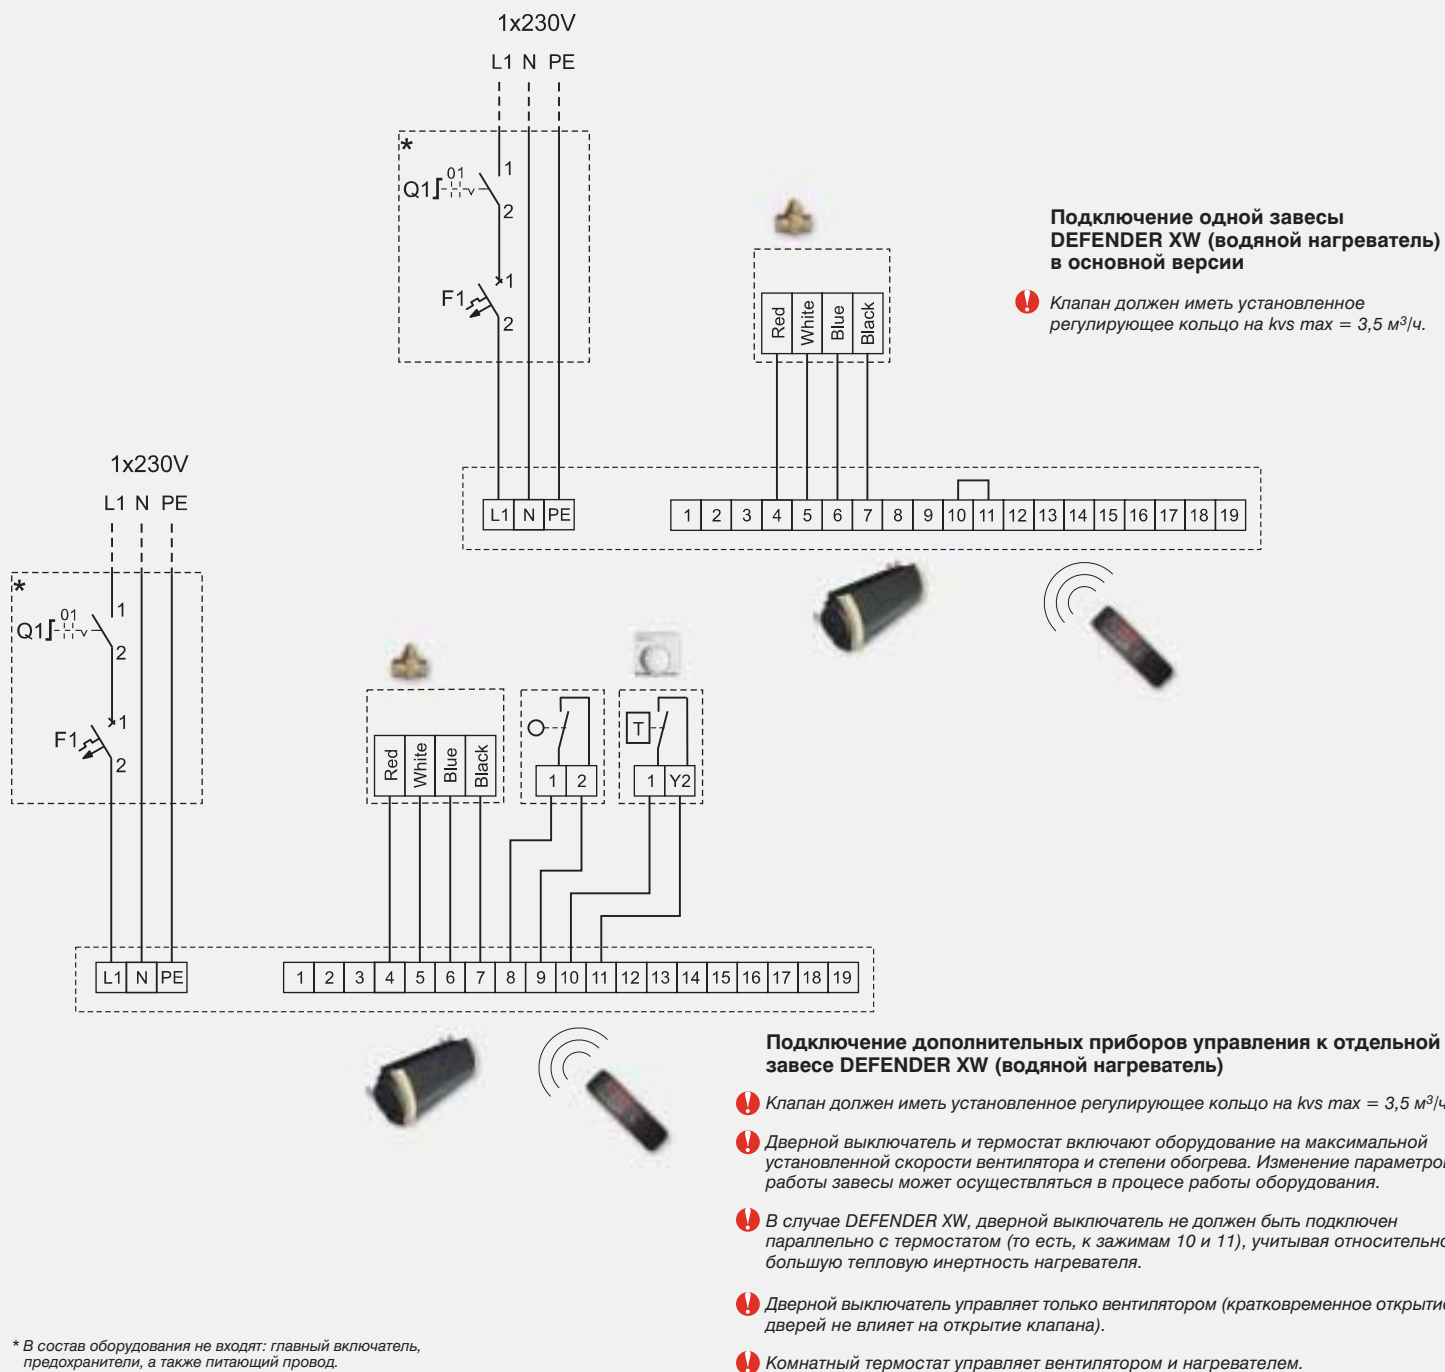 1x230V
L1 N PE
*
Q1 01 1
2
F1 1
2
Red White Blue Black
Подключение одной завесы
DEFENDER XW (водяной нагреватель)
в основной версии
Клапан должен иметь установленное
регулирующее кольцо на kvs max = 3,5 м³/ч.
L1 N PE 1 2 3 4 5 6 7 8 9 10 11 12 13 14 15 16 17 18 19
1x230V
L1 N PE
*
Q1 01 1
2
F1 1
2
Red White Blue Black
1 2
T
1 Y2
L1 N PE 1 2 3 4 5 6 7 8 9 10 11 12 13 14 15 16 17 18 19
Подключение дополнительных приборов управления к отдельной
завесе DEFENDER XW (водяной нагреватель)
Клапан должен иметь установленное регулирующее кольцо на kvs max = 3,5 м³/ч
Дверной выключатель и термостат включают оборудование на максимальной
установленной скорости вентилятора и степени обогрева. Изменение параметро
работы завесы может осуществляться в процессе работы оборудования.
В случае DEFENDER XW, дверной выключатель не должен быть подключен
параллельно с термостатом (то есть, к зажимам 10 и 11), учитывая относительно
большую тепловую инертность нагревателя.
Дверной выключатель управляет только вентилятором (кратковременное открытие
дверей не влияет на открытие клапана).
Комнатный термостат управляет вентилятором и нагревателем.
* В состав оборудования не входят: главный включатель,
предохранители, а также питающий провод.